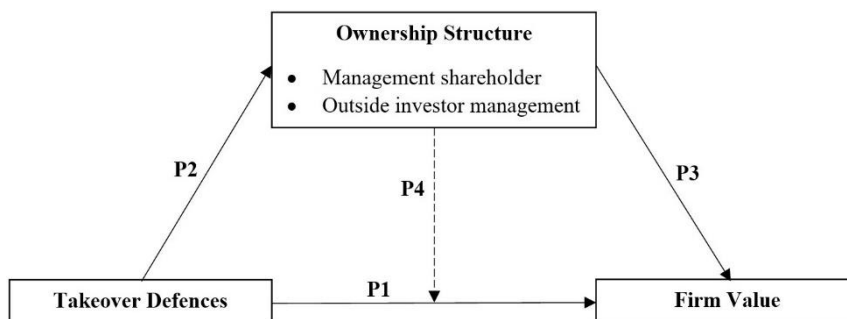 Ownership Structure
• Management shareholder
• Outside investor management
P2
P4
P3
Takeover Defences
P1
Firm Value